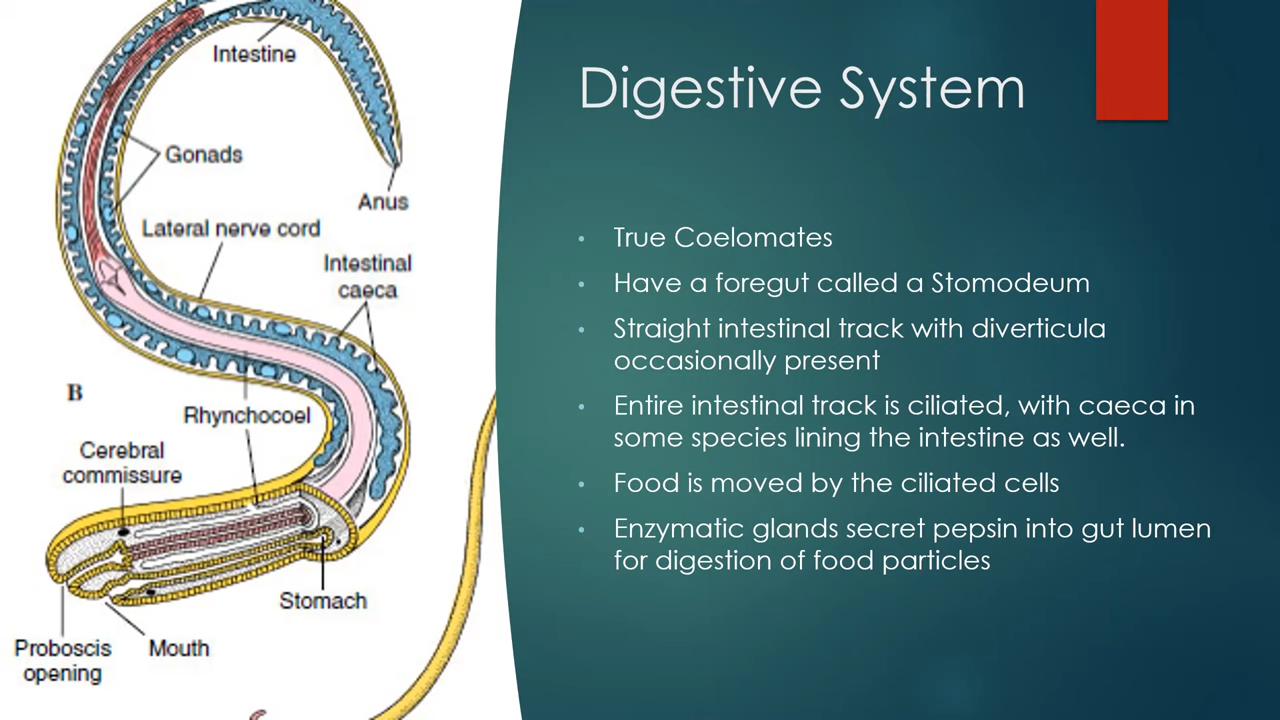 Intestine
Gonads
Anus
Lateral nerve cord
Intestinal
caeca
B
Rhynchocoel
Cerebral
commissure
Stomach
Proboscis
opening
Mouth
Digestive System
• True Coelomates
• Have a foregut called a Stomodeum
• Straight intestinal track with diverticula
occasionally present
• Entire intestinal track is ciliated, with caeca in
some species lining the intestine as well.
• Food is moved by the ciliated cells
• Enzymatic glands secret pepsin into gut lumen
for digestion of food particles